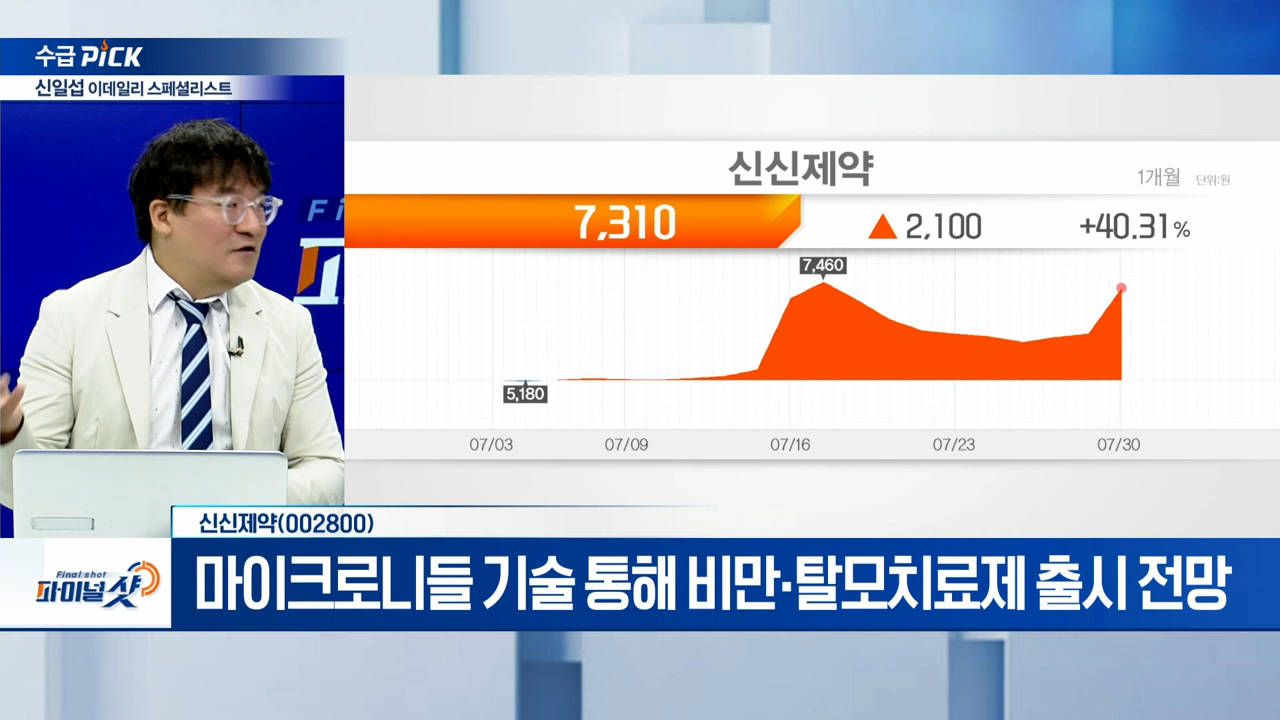 수급 PiCK
신일섭 이데일리 스페셜리스트
Fi
신신제약
1개월 단위:원
7,310 ▲ 2,100 +40.31%
7,460
5,180
07/03 07/09 07/16 07/23 07/30
신신제약(002800)
Final shot
파이널샷
마이크로니들 기술 통해 비만·탈모치료제 출시 전망